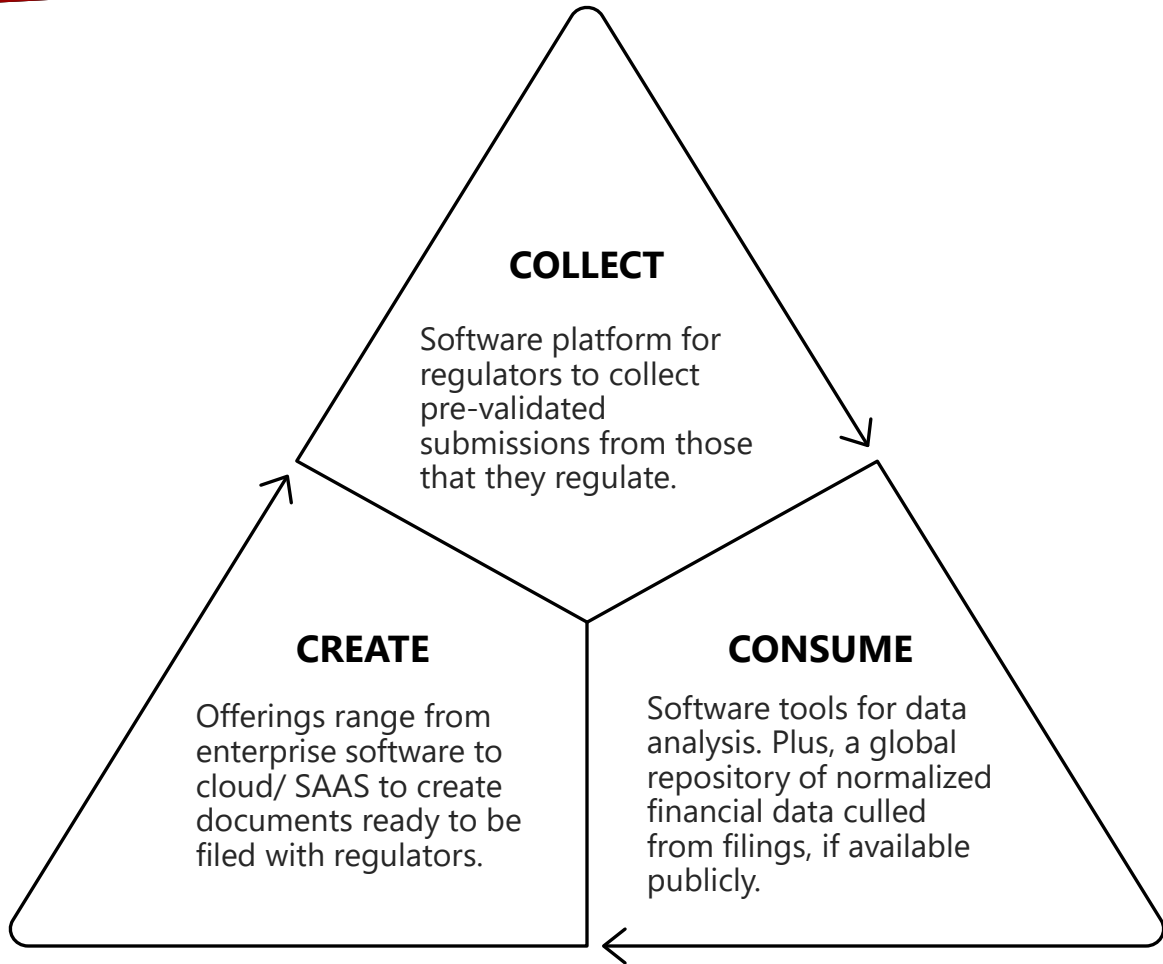 COLLECT
Software platform for
regulators to collect
pre-validated
submissions from those
that they regulate.
CREATE
Offerings range from
enterprise software to
cloud/ SAAS to create
documents ready to be
filed with regulators.
CONSUME
Software tools for data
analysis. Plus, a global
repository of normalized
financial data culled
from filings, if available
publicly.